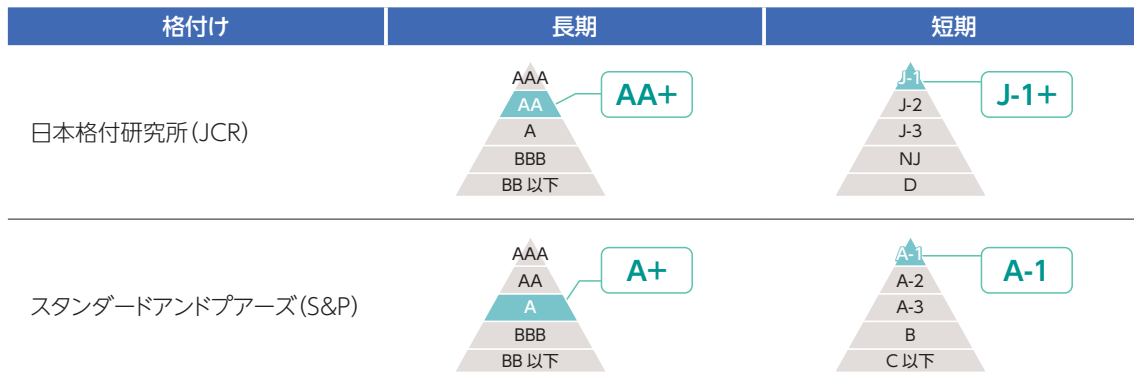 格付け 長期 短期
日本格付研究所(JCR)
AAA
AA
A
BBB
BB 以下
AA+
J-1
J-2
J-3
NJ
D
J-1+
スタンダードアンドプアーズ(S&P)
AAA
AA
A
BBB
BB 以下
A+
A-1
A-2
A-3
B
C 以下
A-1